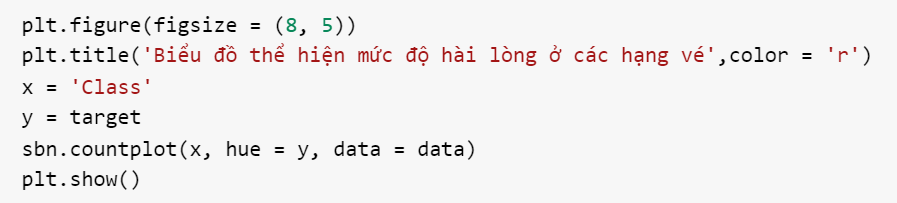 plt.figure(figsize = (8, 5))
plt.title('Biểu đồ thể hiện mức độ hài lòng ở các hạng vé',color = 'r')
x = 'Class'
y = target
sbn.countplot(x, hue = y, data = data)
plt.show()